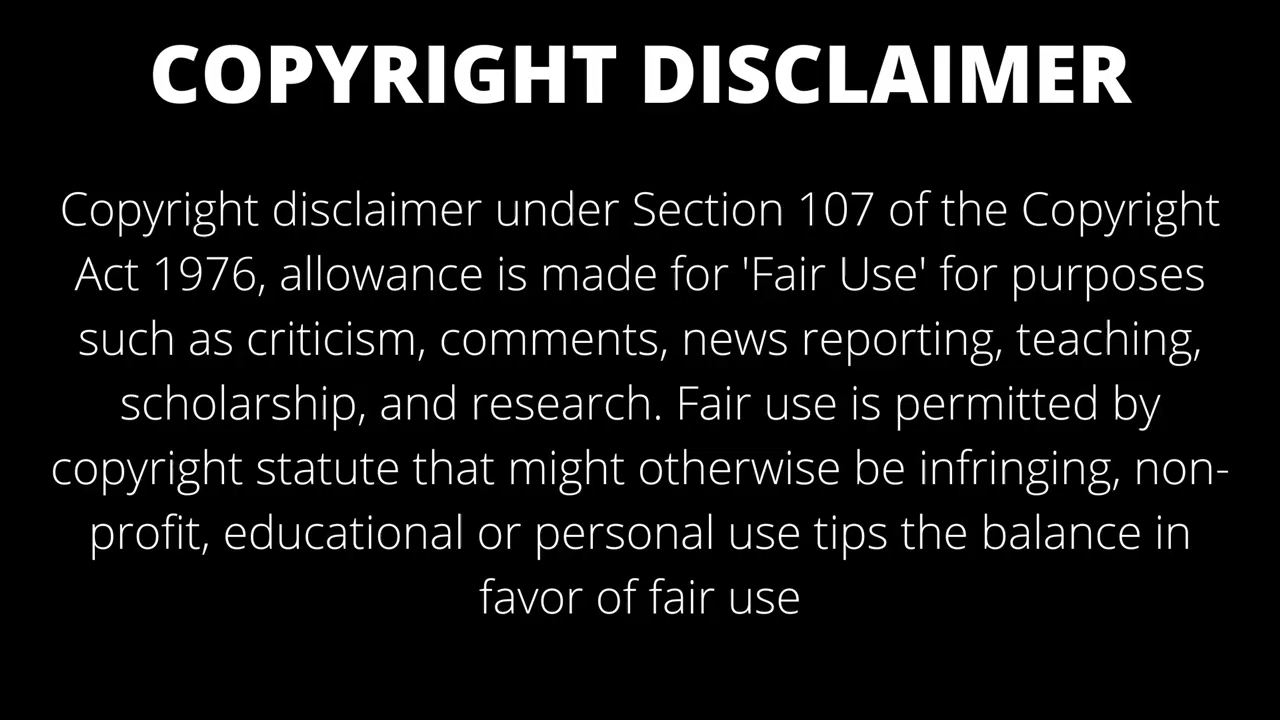 COPYRIGHT DISCLAIMER
Copyright disclaimer under Section 107 of the Copyright
Act 1976, allowance is made for 'Fair Use' for purposes
such as criticism, comments, news reporting, teaching,
scholarship, and research. Fair use is permitted by
copyright statute that might otherwise be infringing, non-
profit, educational or personal use tips the balance in
favor of fair use